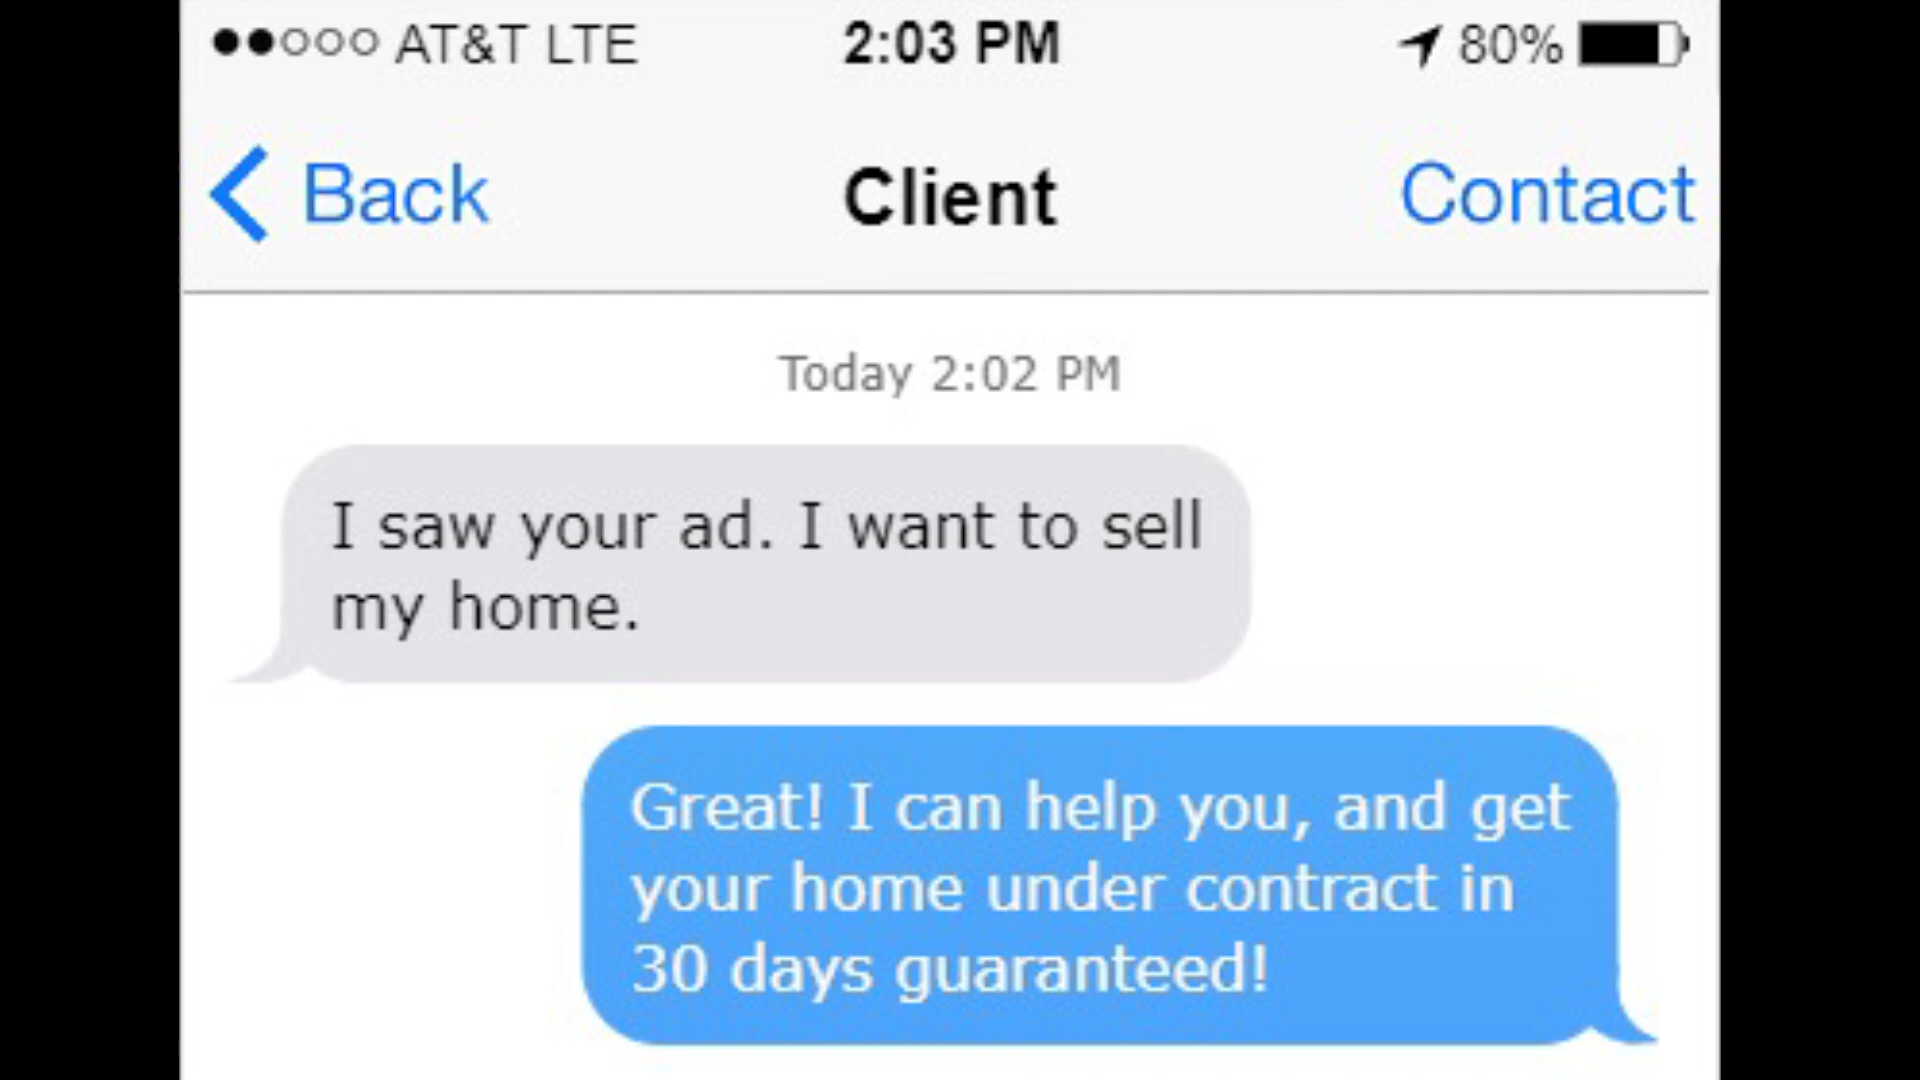 AT&T LTE 2:03 PM 80%
Back Client Contact
Today 2:02 PM
I saw your ad. I want to sell
my home.
Great! I can help you, and get
your home under contract in
30 days guaranteed!